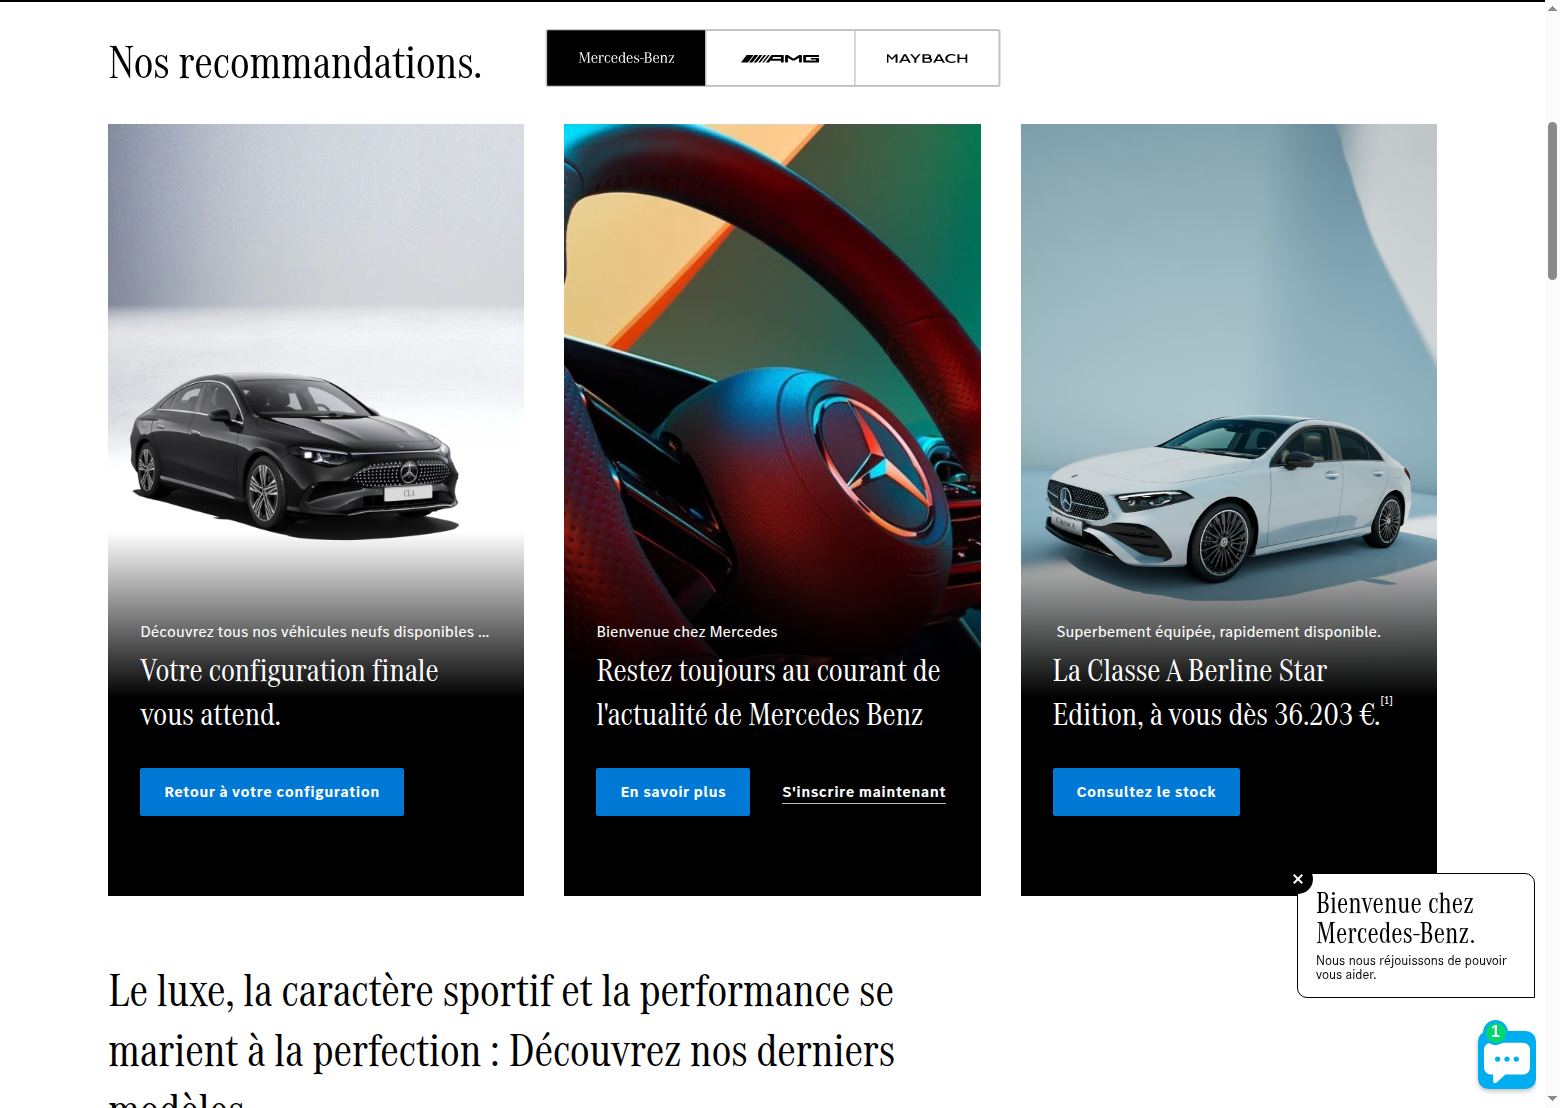 Nos recommandations.
Mercedes-Benz
AMG
MAYBACH
CLA
Découvrez tous nos véhicules neufs disponibles ...
Votre configuration finale
vous attend.
Retour à votre configuration
Bienvenue chez Mercedes
Restez toujours au courant de
l'actualité de Mercedes Benz
En savoir plus
S'inscrire maintenant
Classe A
Superbement équipée, rapidement disponible.
La Classe A Berline Star
Edition, à vous dès 36.203 €.[1]
Consultez le stock
Bienvenue chez
Mercedes-Benz.
Nous nous réjouissons de pouvoir
vous aider.
1
Le luxe, la caractère sportif et la performance se
marient à la perfection : Découvrez nos derniers
modèles